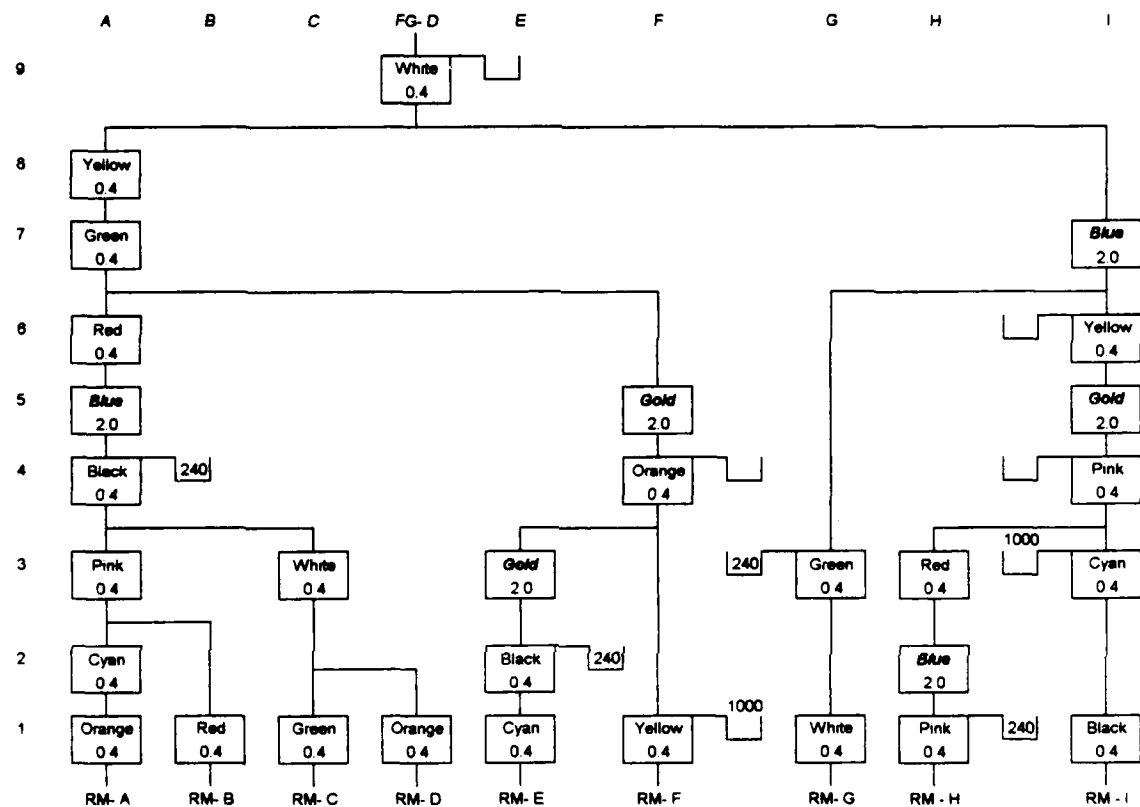 A B C FG- D E F G H I
9
White
0.4
8
Yellow
0.4
7
Green
0.4
Blue
2.0
6
Red
0.4
Yellow
0.4
5
Blue
2.0
Gold
2.0
Gold
2.0
4
Black
0 4
240
Orange
0 4
Pink
0 4
3
Pink
0 4
White
0 4
Gold
2 0
240
Green
0 4
Red
0 4
1000
Cyan
0 4
2
Cyan
0 4
Black
0 4
240
Blue
2 0
1
Orange
0 4
Red
0 4
Green
0 4
Orange
0 4
Cyan
0 4
Yellow
0 4
1000
White
0 4
Pink
0 4
240
Black
0 4
RM- A RM- B RM- C RM- D RM- E RM- F RM- G RM- H RM - I